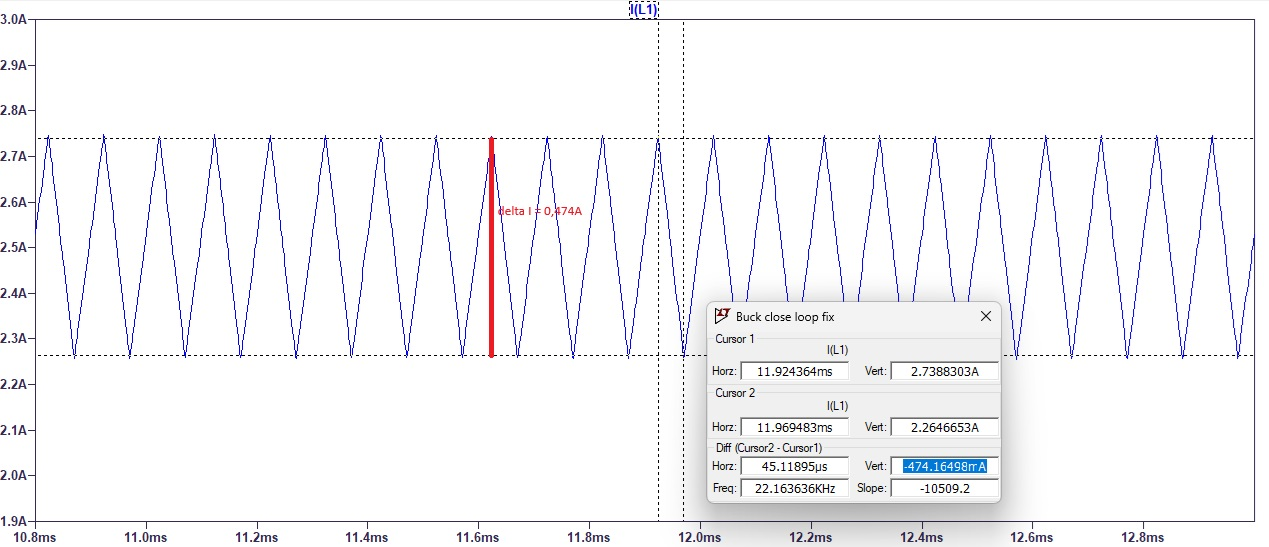 I(L1)
3.0A
2.9A
2.8A
2.7A
2.6A
delta I = 0,474A
2.5A
2.4A
2.3A
2.2A
2.1A
2.0A
1.9A
Buck close loop fix
Cursor 1
I(L1)
Horz: 11.924364ms Vert: 2.7388303A
Cursor 2
I(L1)
Horz: 11.969483ms Vert: 2.2646653A
Diff (Cursor2 - Cursor1)
Horz: 45.11895µs Vert: -474.16498mA
Freq: 22.163636KHz Slope: -10509.2
10.8ms 11.0ms 11.2ms 11.4ms 11.6ms 11.8ms 12.0ms 12.2ms 12.4ms 12.6ms 12.8ms